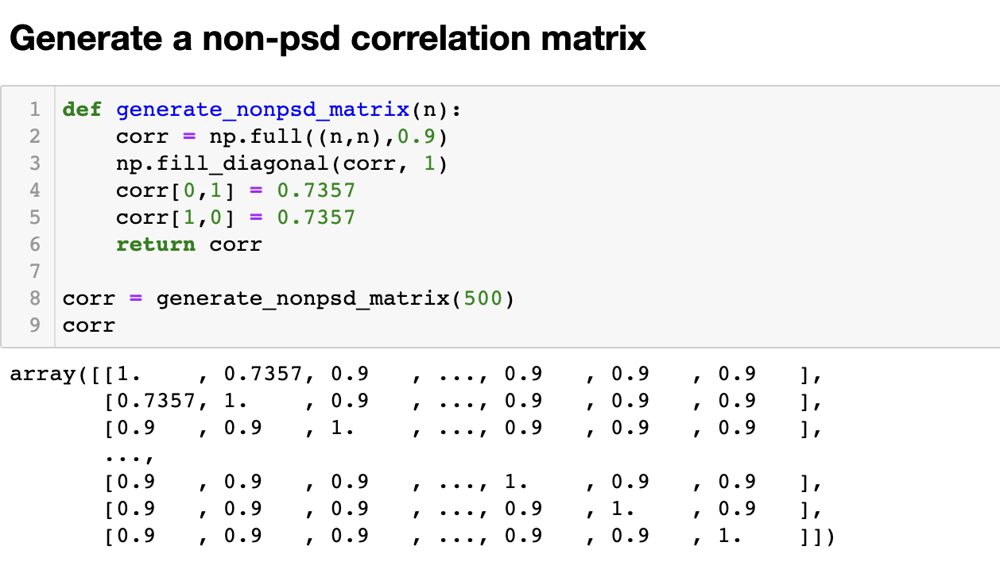 Generate a non-psd correlation matrix
1 def generate_nonpsd_matrix(n):
2     corr = np.full((n,n),0.9)
3     np.fill_diagonal(corr, 1)
4     corr[0,1] = 0.7357
5     corr[1,0] = 0.7357
6     return corr
7
8 corr = generate_nonpsd_matrix(500)
9 corr
array([[1.    , 0.7357, 0.9   , ..., 0.9   , 0.9   , 0.9   ],
       [0.7357, 1.    , 0.9   , ..., 0.9   , 0.9   , 0.9   ],
       [0.9   , 0.9   , 1.    , ..., 0.9   , 0.9   , 0.9   ],
       ...,
       [0.9   , 0.9   , 0.9   , ..., 1.    , 0.9   , 0.9   ],
       [0.9   , 0.9   , 0.9   , ..., 0.9   , 1.    , 0.9   ],
       [0.9   , 0.9   , 0.9   , ..., 0.9   , 0.9   , 1.    ]])